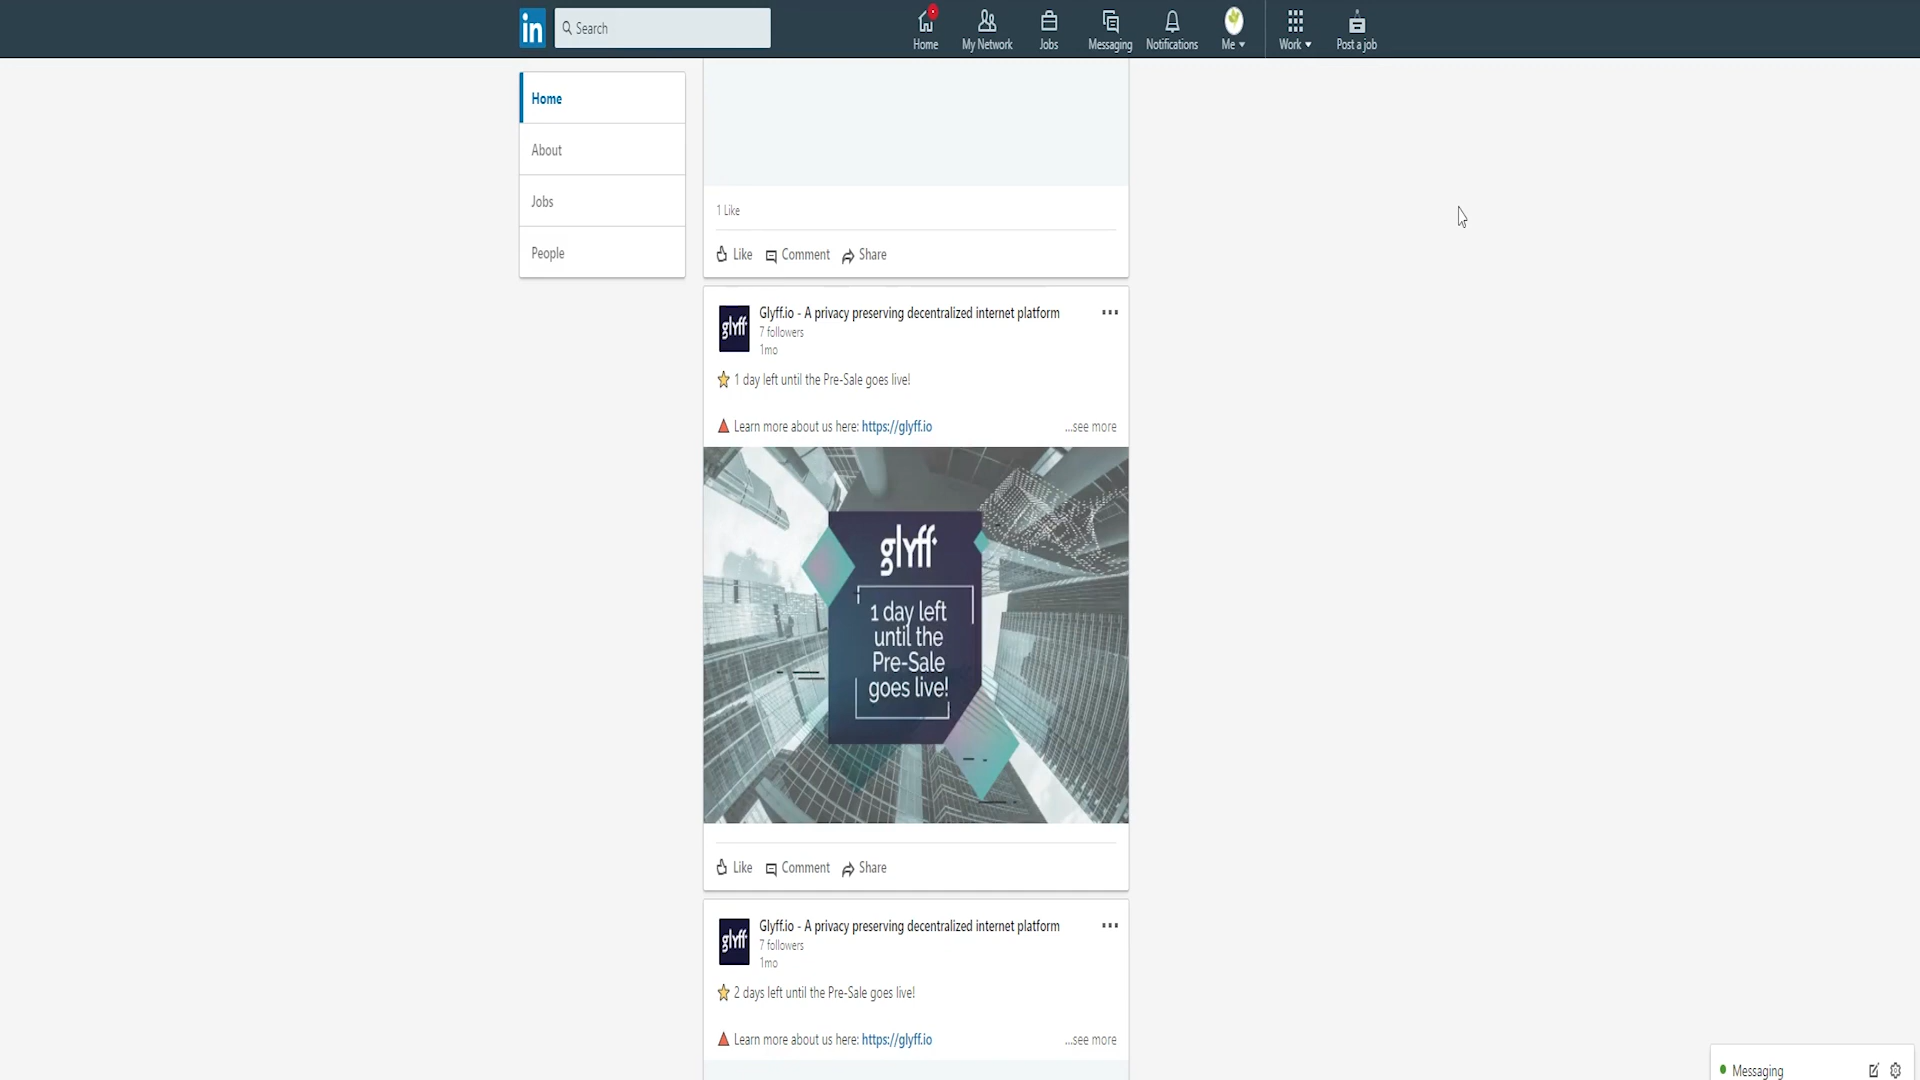 in
Search
Home
My Network
Jobs
Messaging
Notifications
Me
Work
Post a job
Home
About
Jobs
People
1 Like
Like
Comment
Share
glyff
Glyff.io - A privacy preserving decentralized internet platform
7 followers
1mo
1 day left until the Pre-Sale goes live!
Learn more about us here: https://glyff.io
...see more
glyff
1 day left
until the
Pre-Sale
goes live!
Like
Comment
Share
glyff
Glyff.io - A privacy preserving decentralized internet platform
7 followers
1mo
2 days left until the Pre-Sale goes live!
Learn more about us here: https://glyff.io
...see more
Messaging